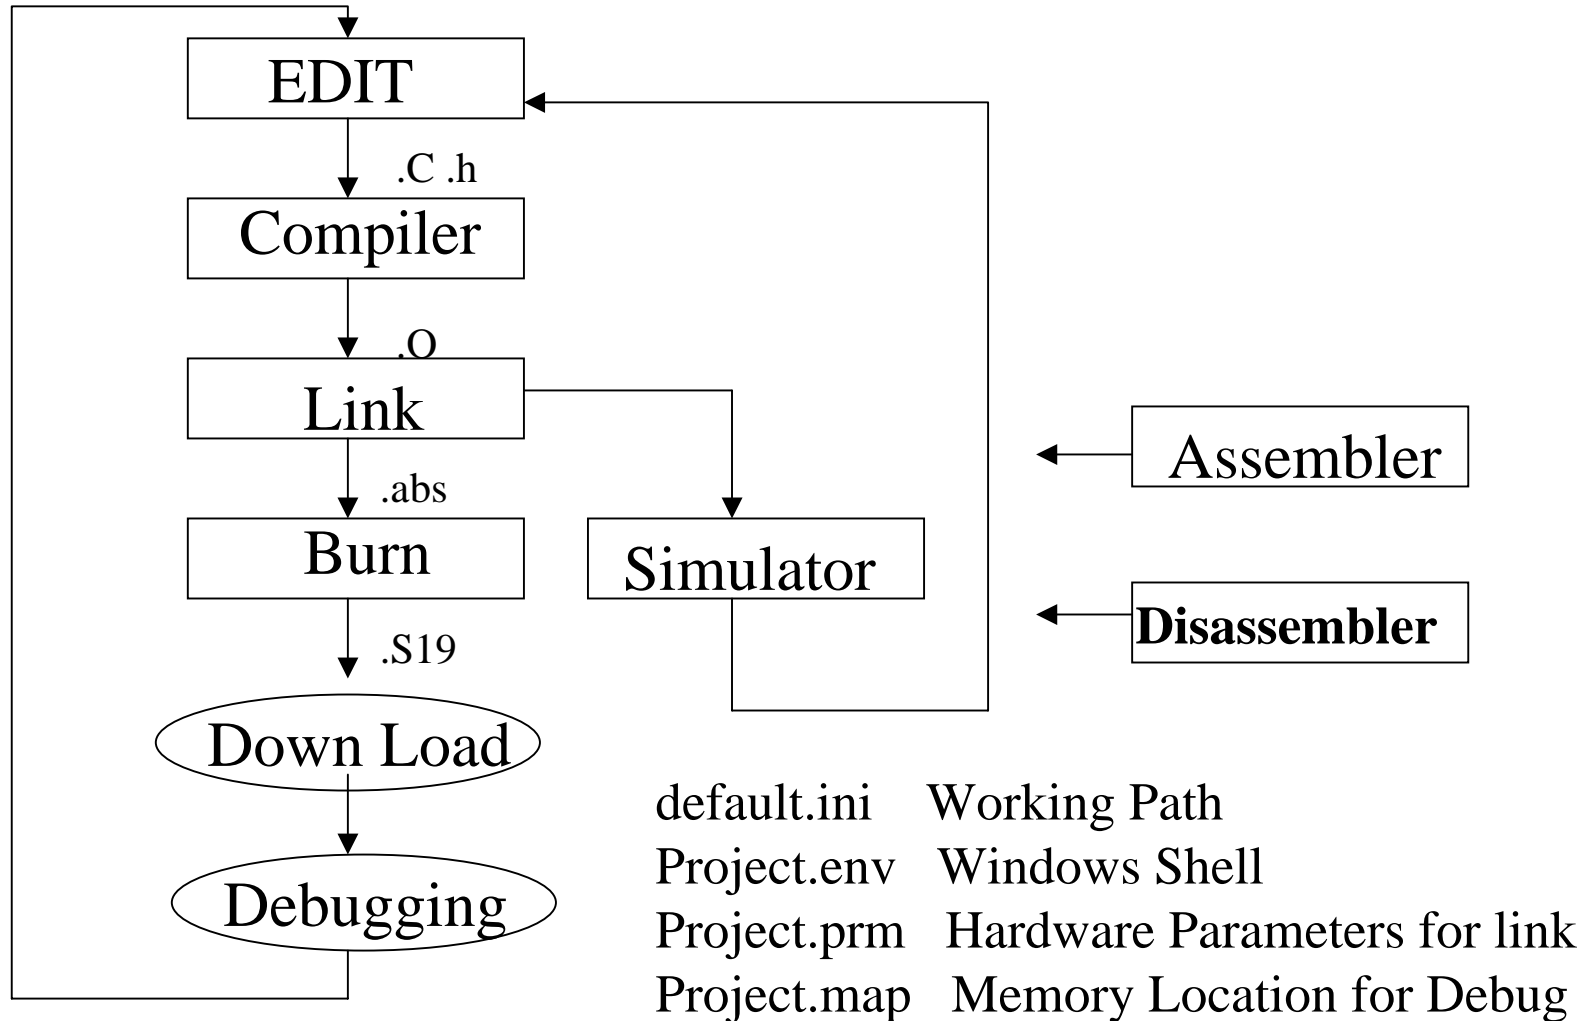 EDIT
.C .h
Compiler
.O
Link
.abs
Burn
.S19
Down Load
Debugging
Simulator
Assembler
Disassembler
default.ini Working Path
Project.env Windows Shell
Project.prm Hardware Parameters for link
Project.map Memory Location for Debug